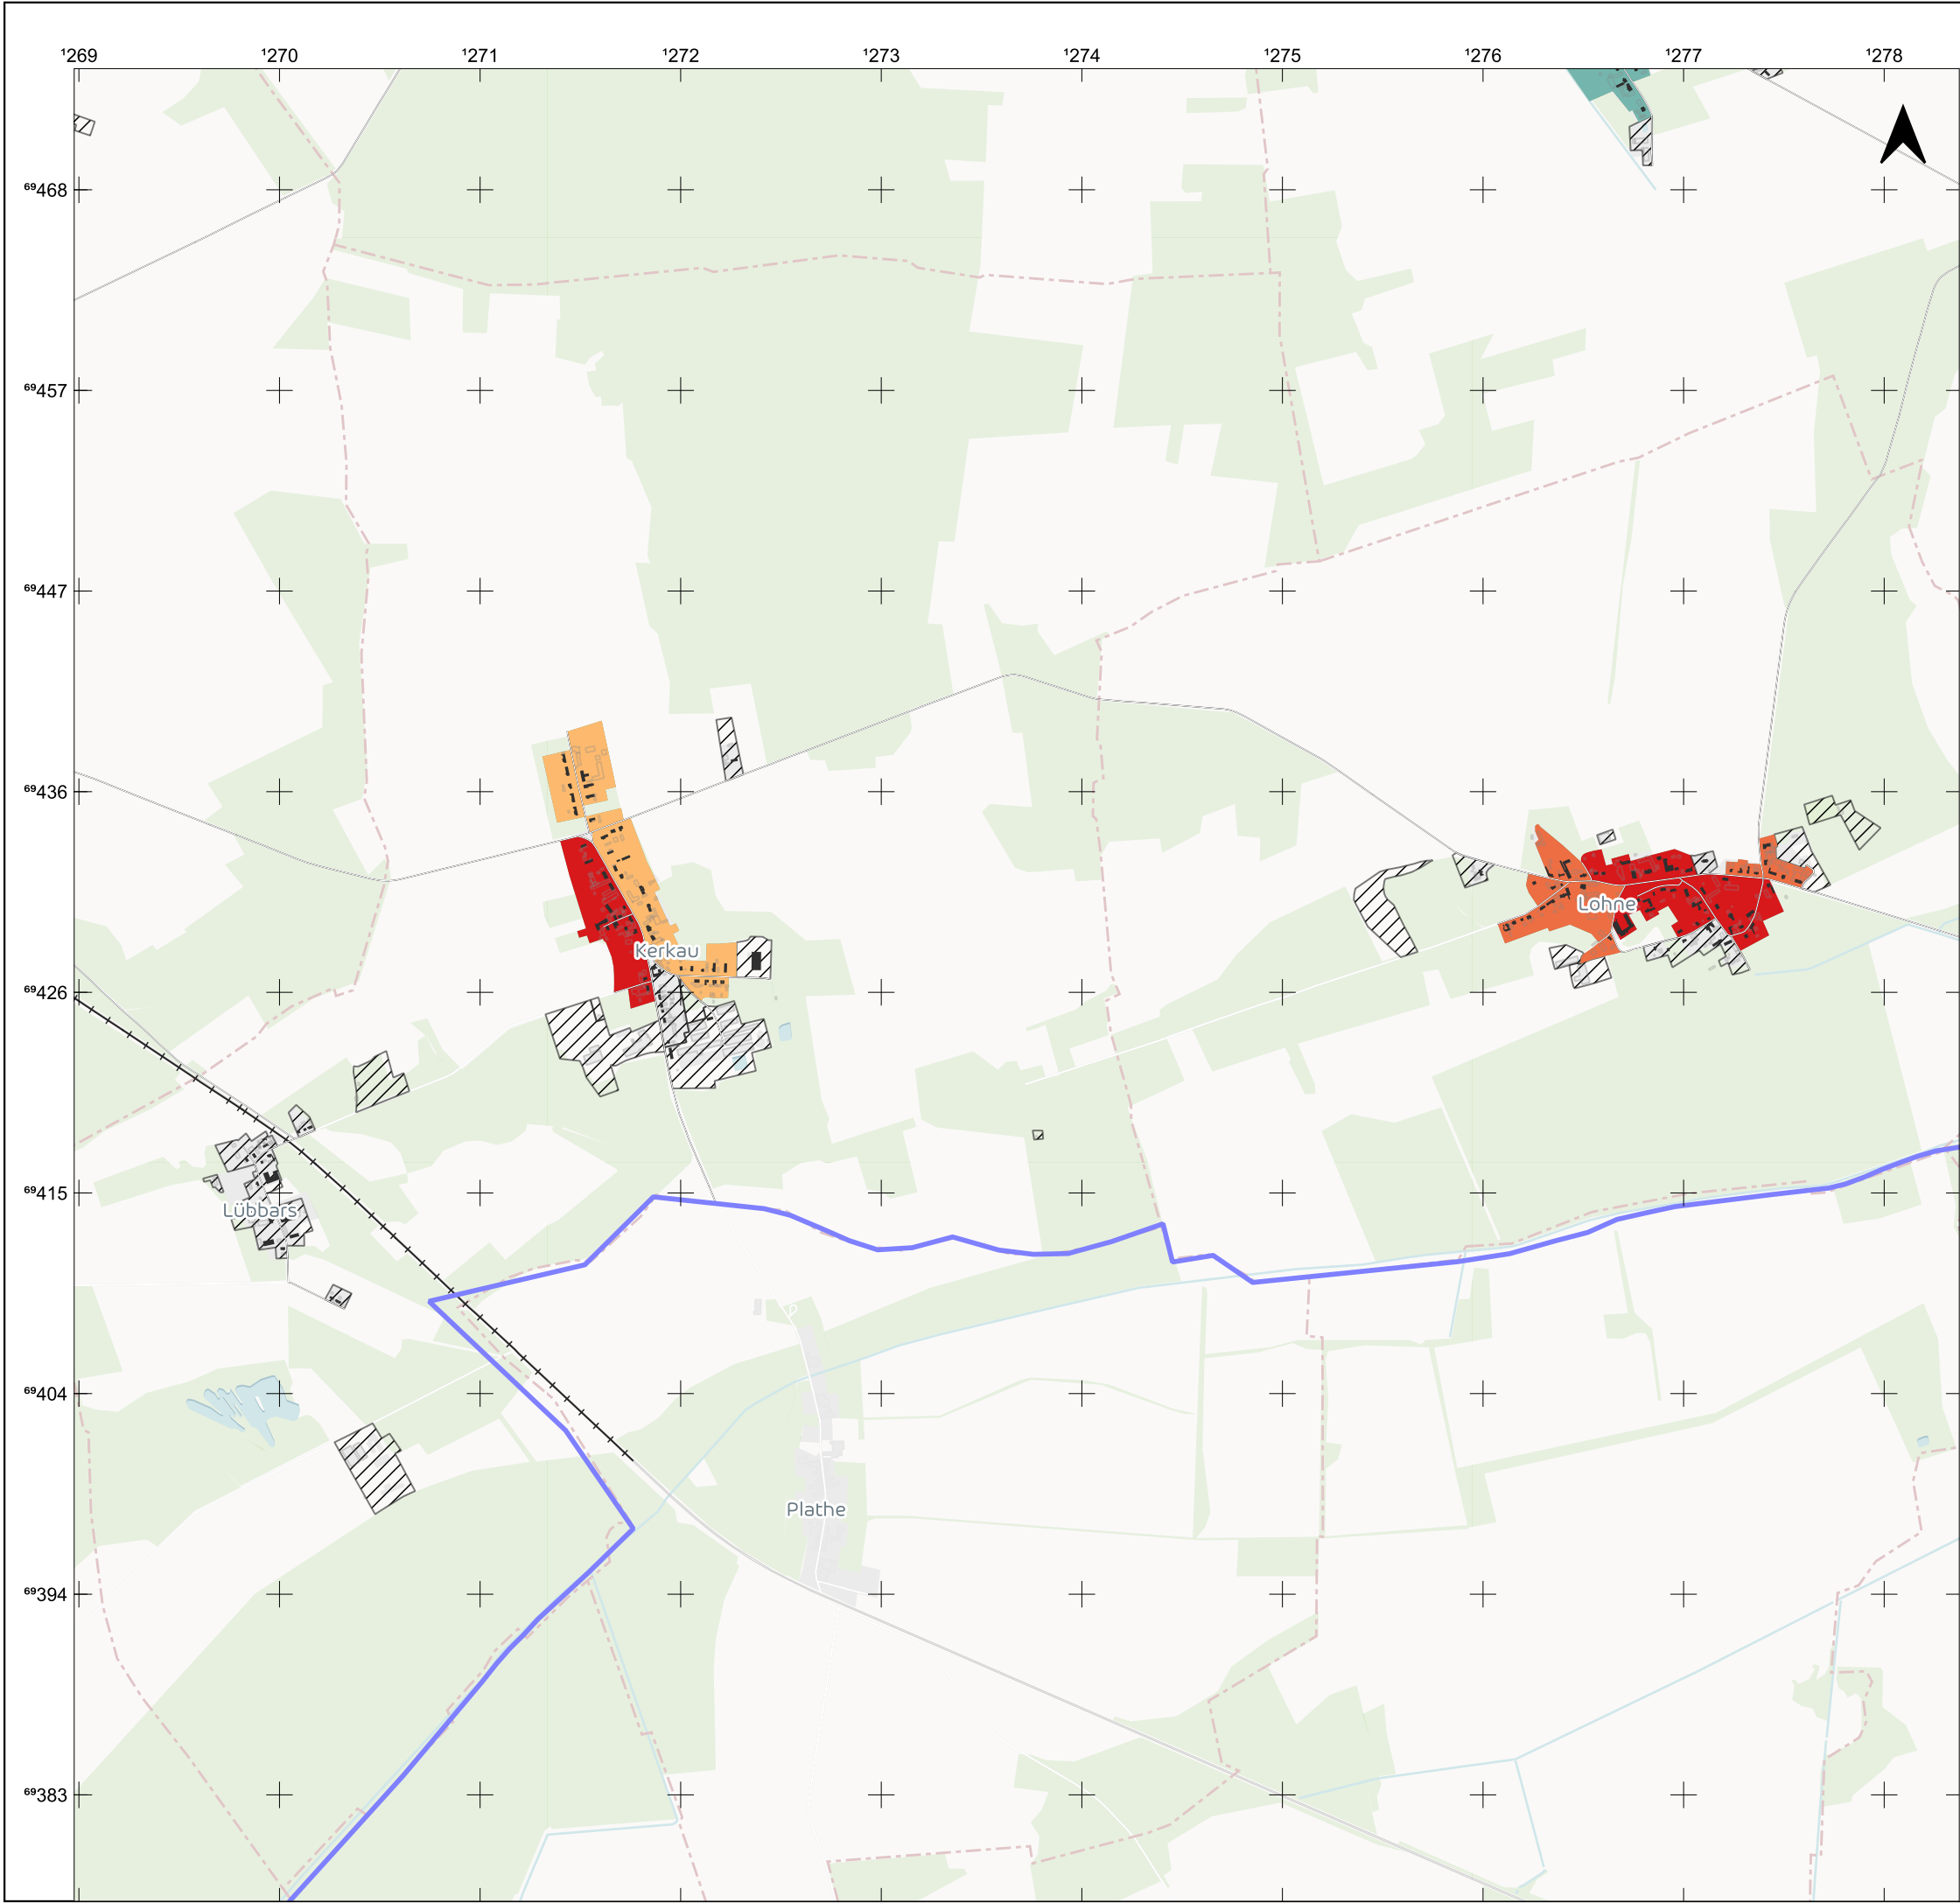 ¹269 ¹270 ¹271 ¹272 ¹273 ¹274 ¹275 ¹276 ¹277 ¹278
⁶⁹468
⁶⁹457
⁶⁹447
⁶⁹436
Lohne
Kerkau
⁶⁹426
⁶⁹415
Lübbars
⁶⁹404
Plathe
⁶⁹394
⁶⁹383